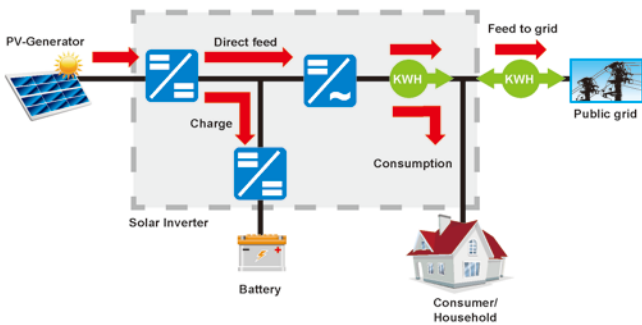 PV-Generator
Direct feed
Feed to grid
KWH
KWH
Public grid
Charge
Consumption
Solar Inverter
Battery
Consumer/
Household